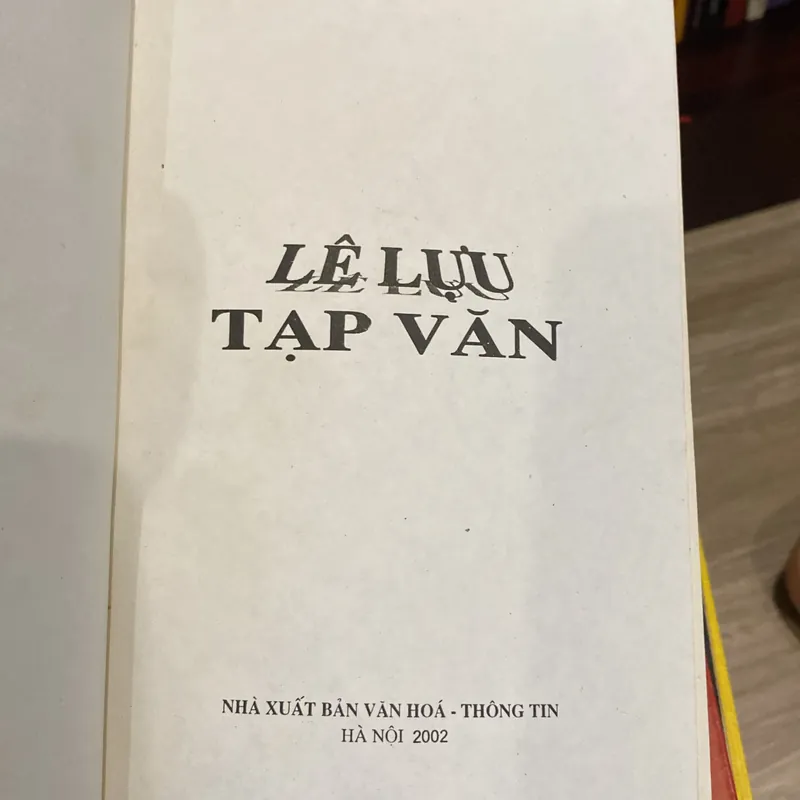 LÊ LỰU
TẠP VĂN
NHÀ XUẤT BẢN VĂN HOÁ - THÔNG TIN
HÀ NỘI 2002